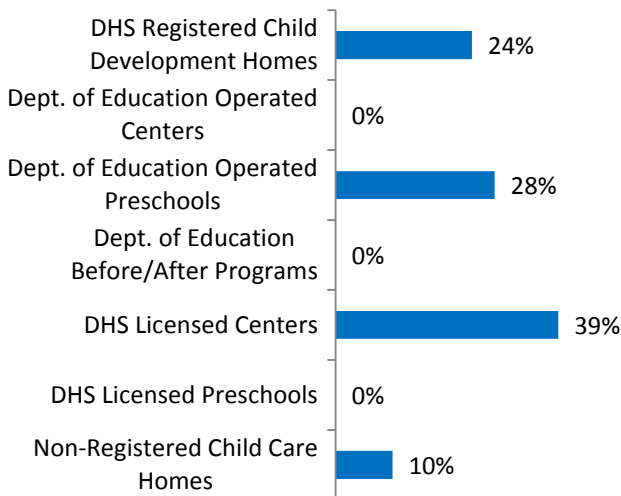 DHS Registered Child
Development Homes
24%
Dept. of Education Operated
Centers
0%
Dept. of Education Operated
Preschools
28%
Dept. of Education
Before/After Programs
0%
DHS Licensed Centers
39%
DHS Licensed Preschools
0%
Non-Registered Child Care
Homes
10%